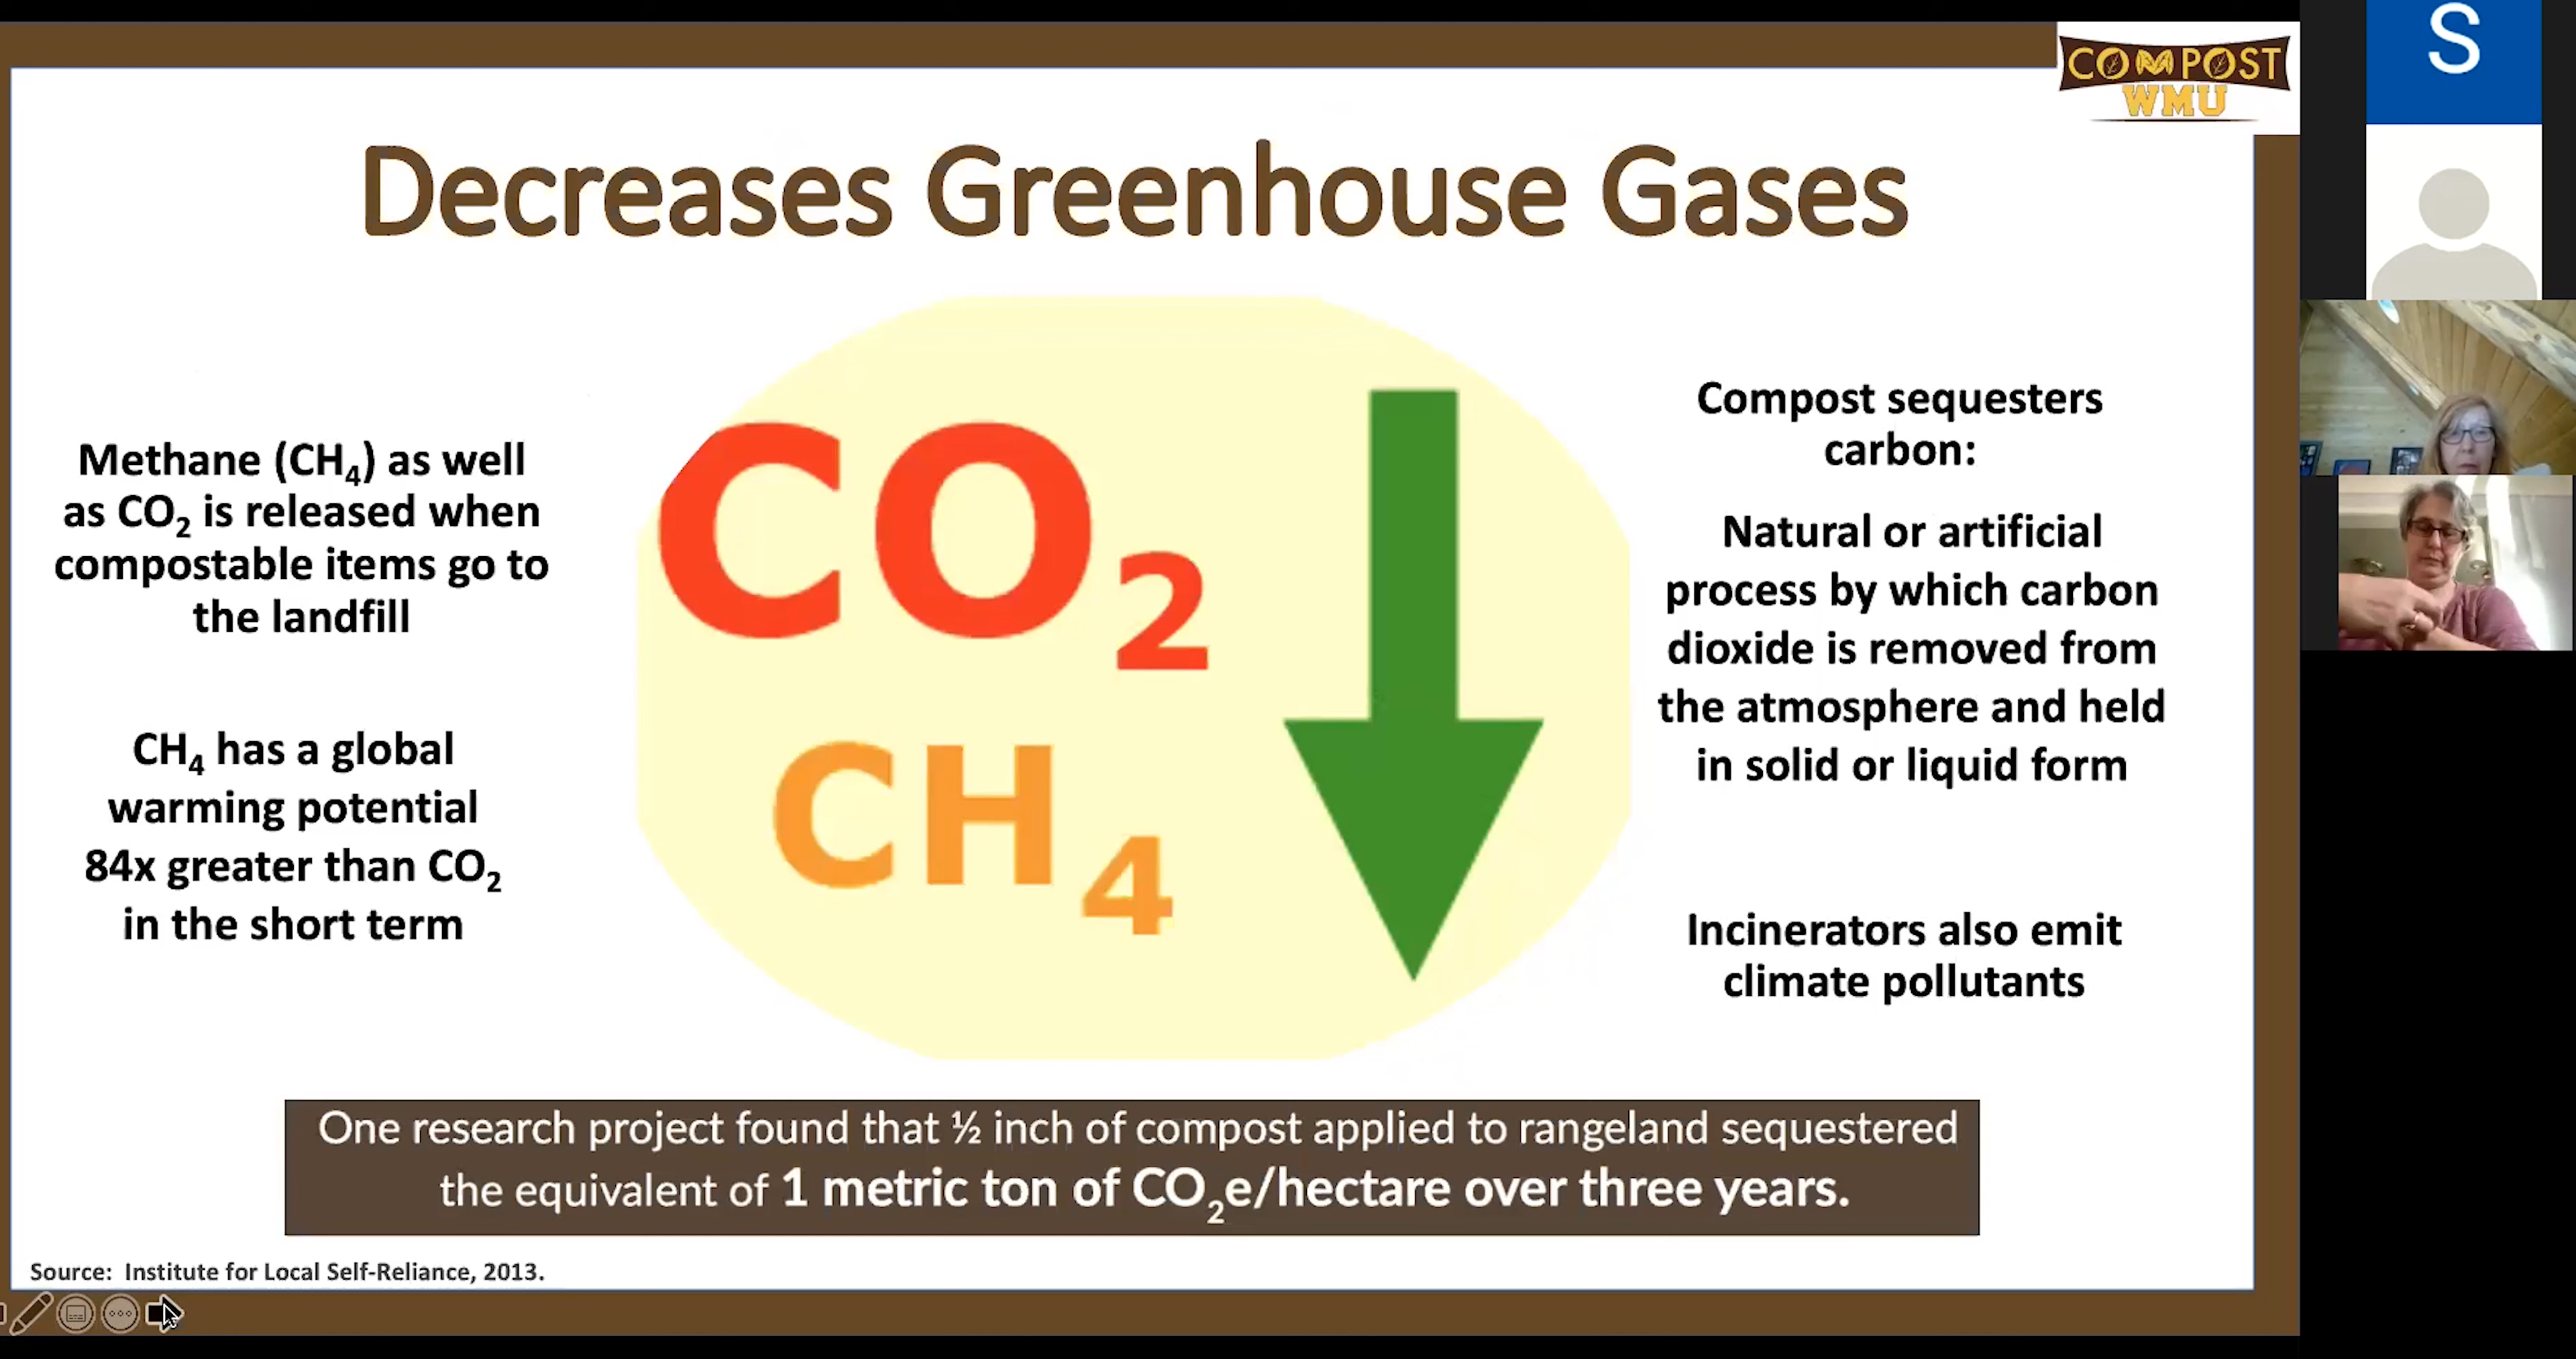 COMPOST
WMU
S
Decreases Greenhouse Gases
Methane (CH₄) as well
as CO₂ is released when
compostable items go to
the landfill
CH₄ has a global
warming potential
84x greater than CO₂
in the short term
CO₂
CH₄
Compost sequesters
carbon:
Natural or artificial
process by which carbon
dioxide is removed from
the atmosphere and held
in solid or liquid form
Incinerators also emit
climate pollutants
One research project found that ½ inch of compost applied to rangeland sequestered
the equivalent of 1 metric ton of CO₂e/hectare over three years.
Source: Institute for Local Self-Reliance, 2013.